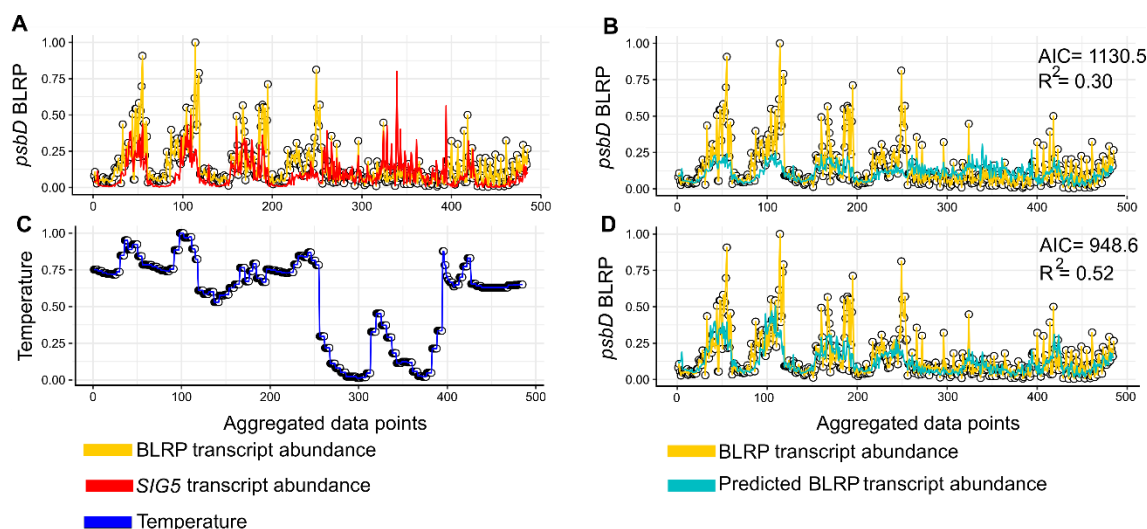 A
psbD BLRP
1.00
0.75
0.50
0.25
0.00
0
100
200
300
400
500
B
psbD BLRP
1.00
0.75
0.50
0.25
0.00
0
100
200
300
400
500
AIC= 1130.5
R²= 0.30
C
Temperature
1.00
0.75
0.50
0.25
0.00
0
100
200
300
400
500
Aggregated data points
D
psbD BLRP
1.00
0.75
0.50
0.25
0.00
0
100
200
300
400
500
AIC= 948.6
R²= 0.52
Aggregated data points
BLRP transcript abundance
SIG5 transcript abundance
Temperature
BLRP transcript abundance
Predicted BLRP transcript abundance